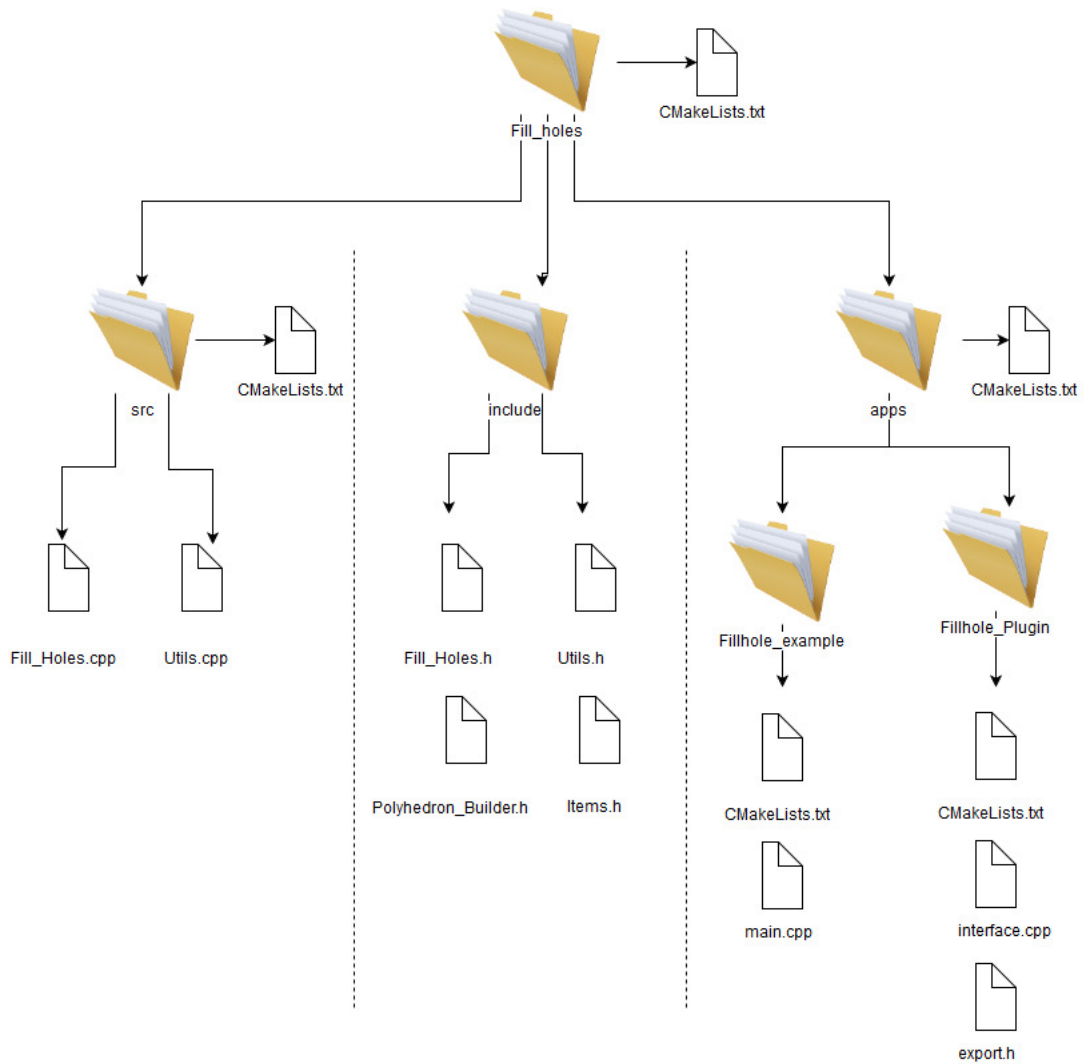 CMakeLists.txt
Fill_holes
CMakeLists.txt
CMakeLists.txt
src
include
apps
Fillhole_example
Fillhole_Plugin
Fill_Holes.cpp
Utils.cpp
Fill_Holes.h
Utils.h
Polyhedron_Builder.h
Items.h
CMakeLists.txt
CMakeLists.txt
main.cpp
interface.cpp
export.h